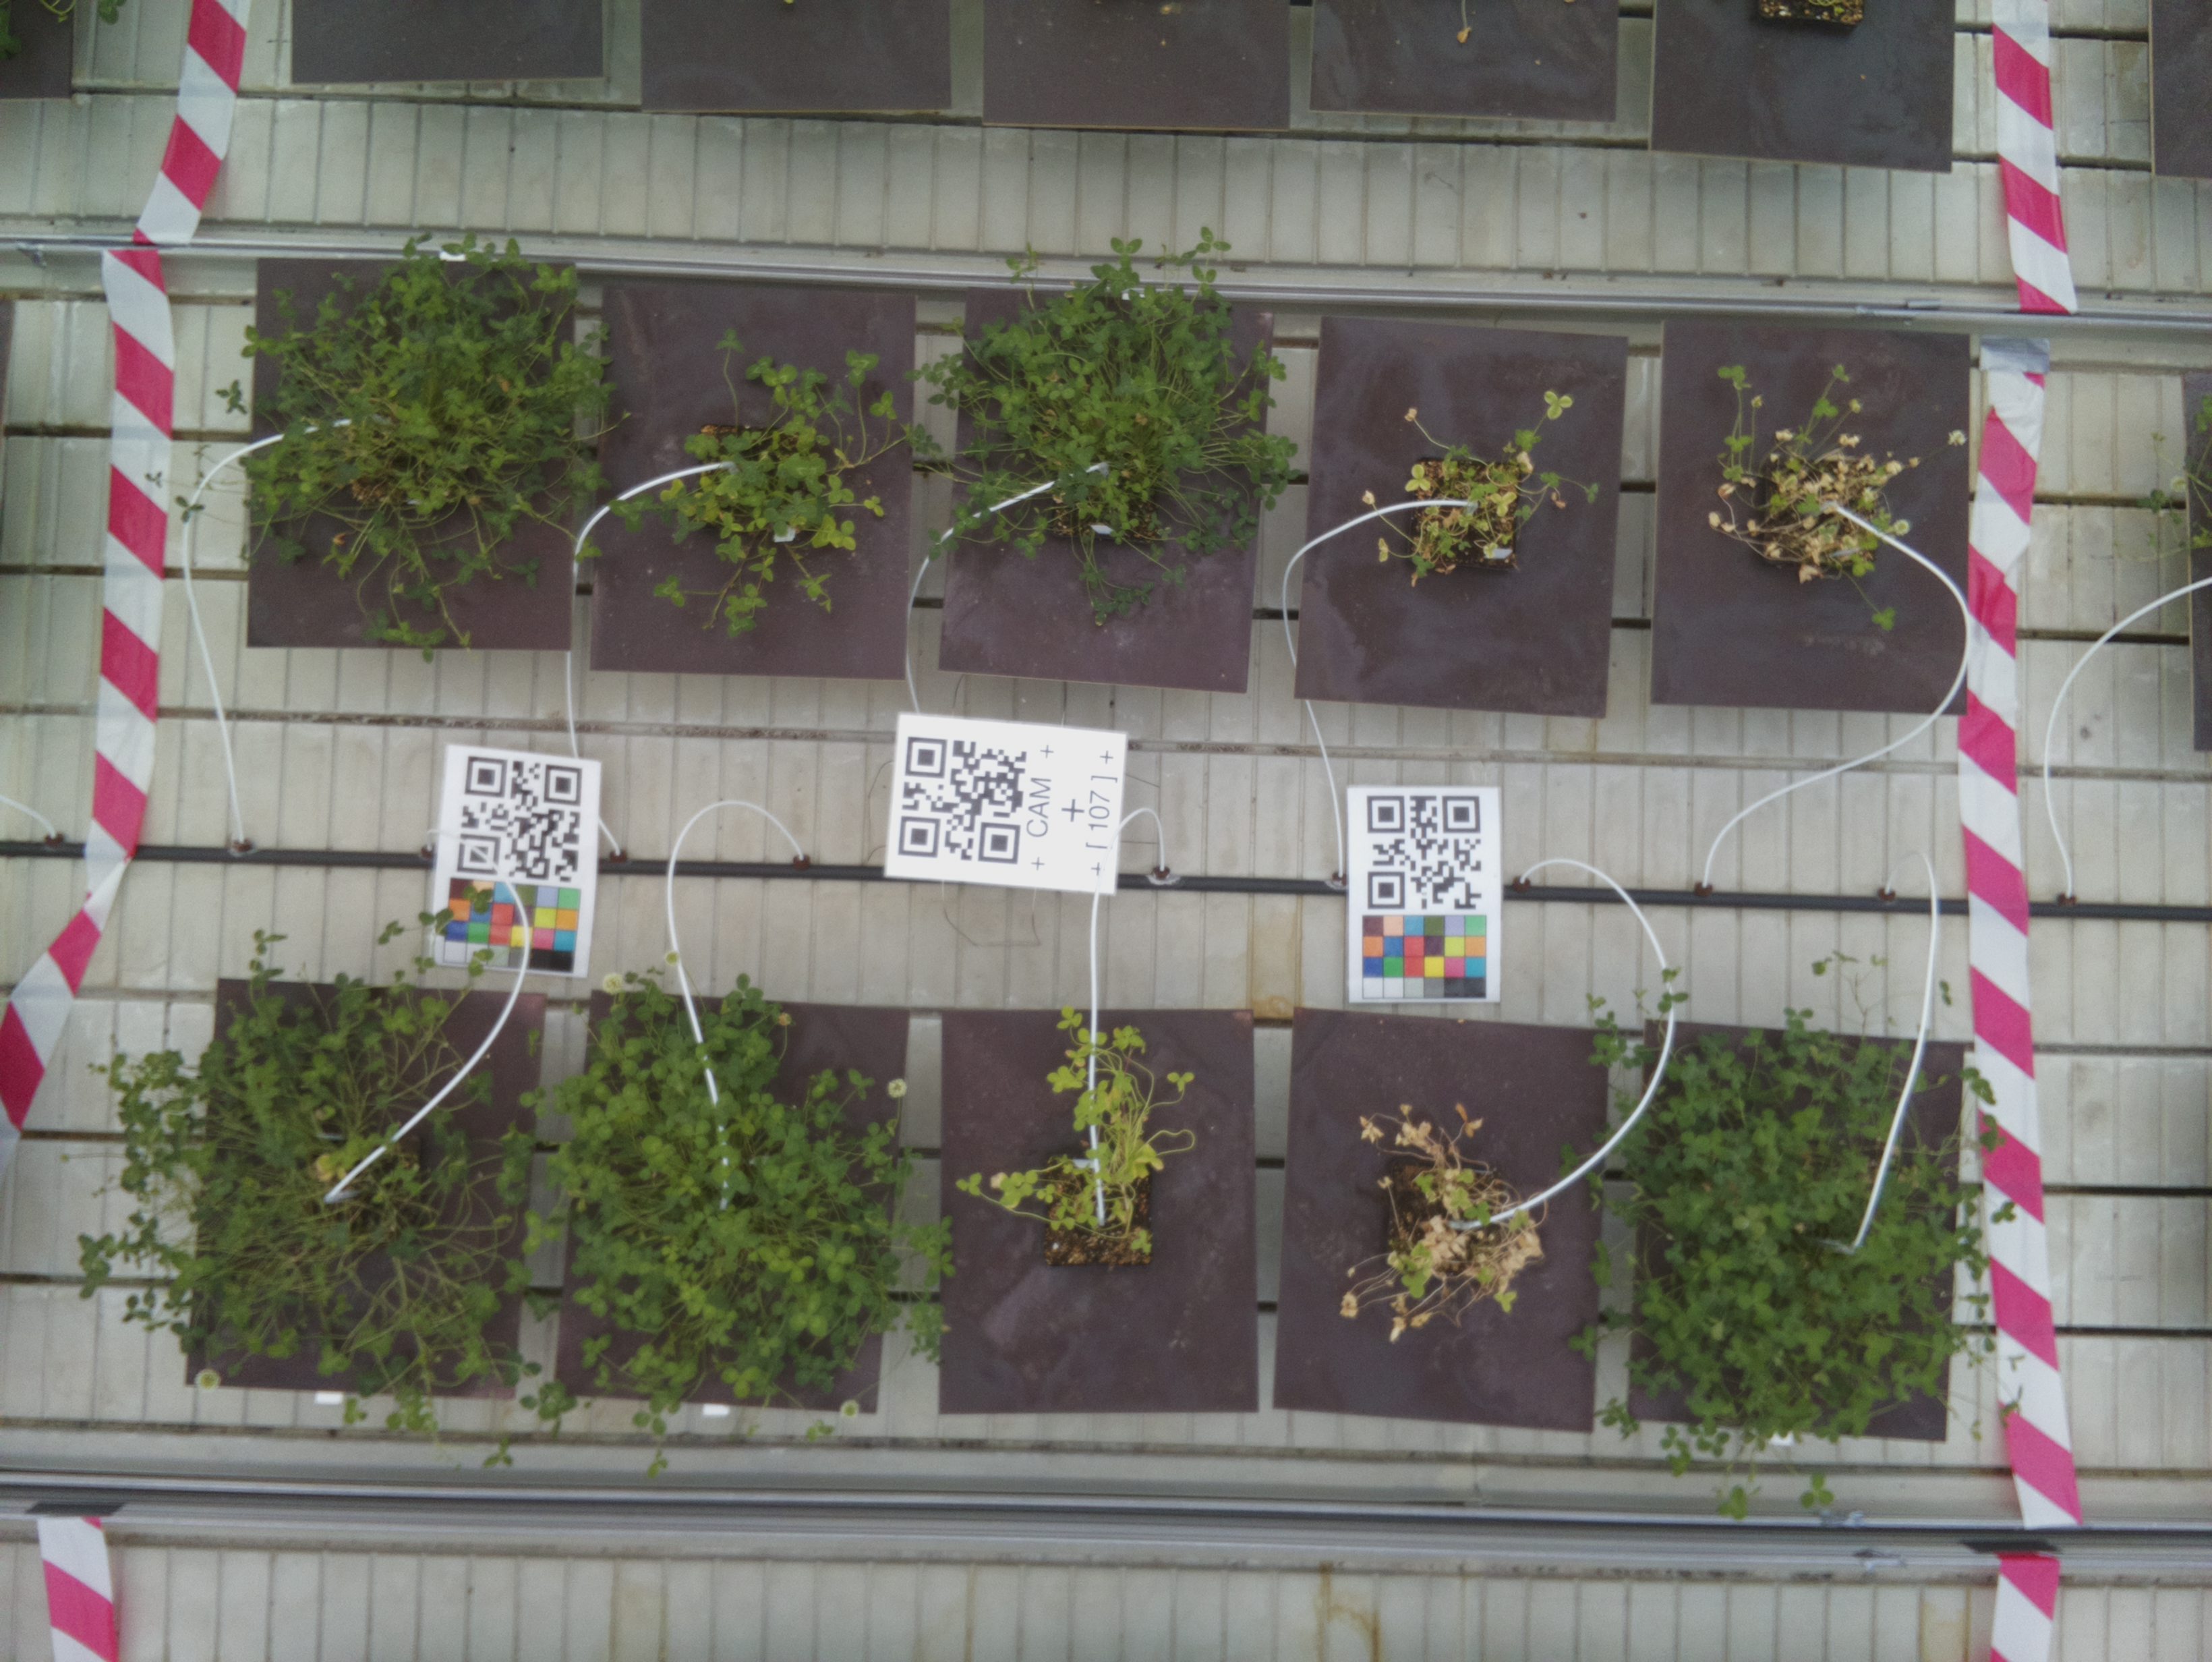 + CAM +
+
+ [ 107 ] +